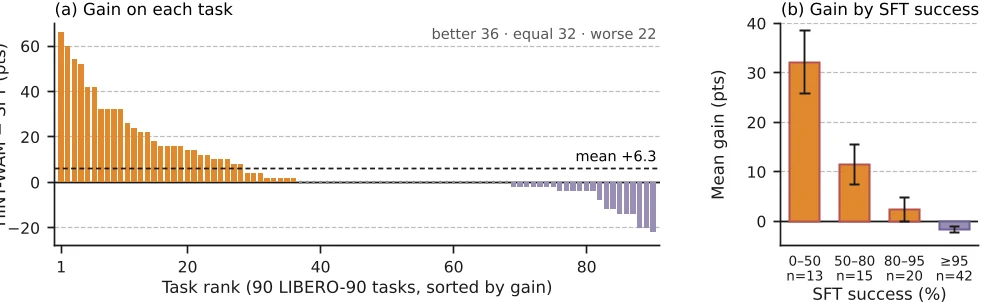 (a) Gain on each task
better 36 · equal 32 · worse 22
60
40
20
0
−20
mean +6.3
1
20
40
60
80
Task rank (90 LIBERO-90 tasks, sorted by gain)
(b) Gain by SFT success
Mean gain (pts)
40
30
20
10
0
0–50
n=13
50–80
n=15
80–95
n=20
≥95
n=42
SFT success (%)